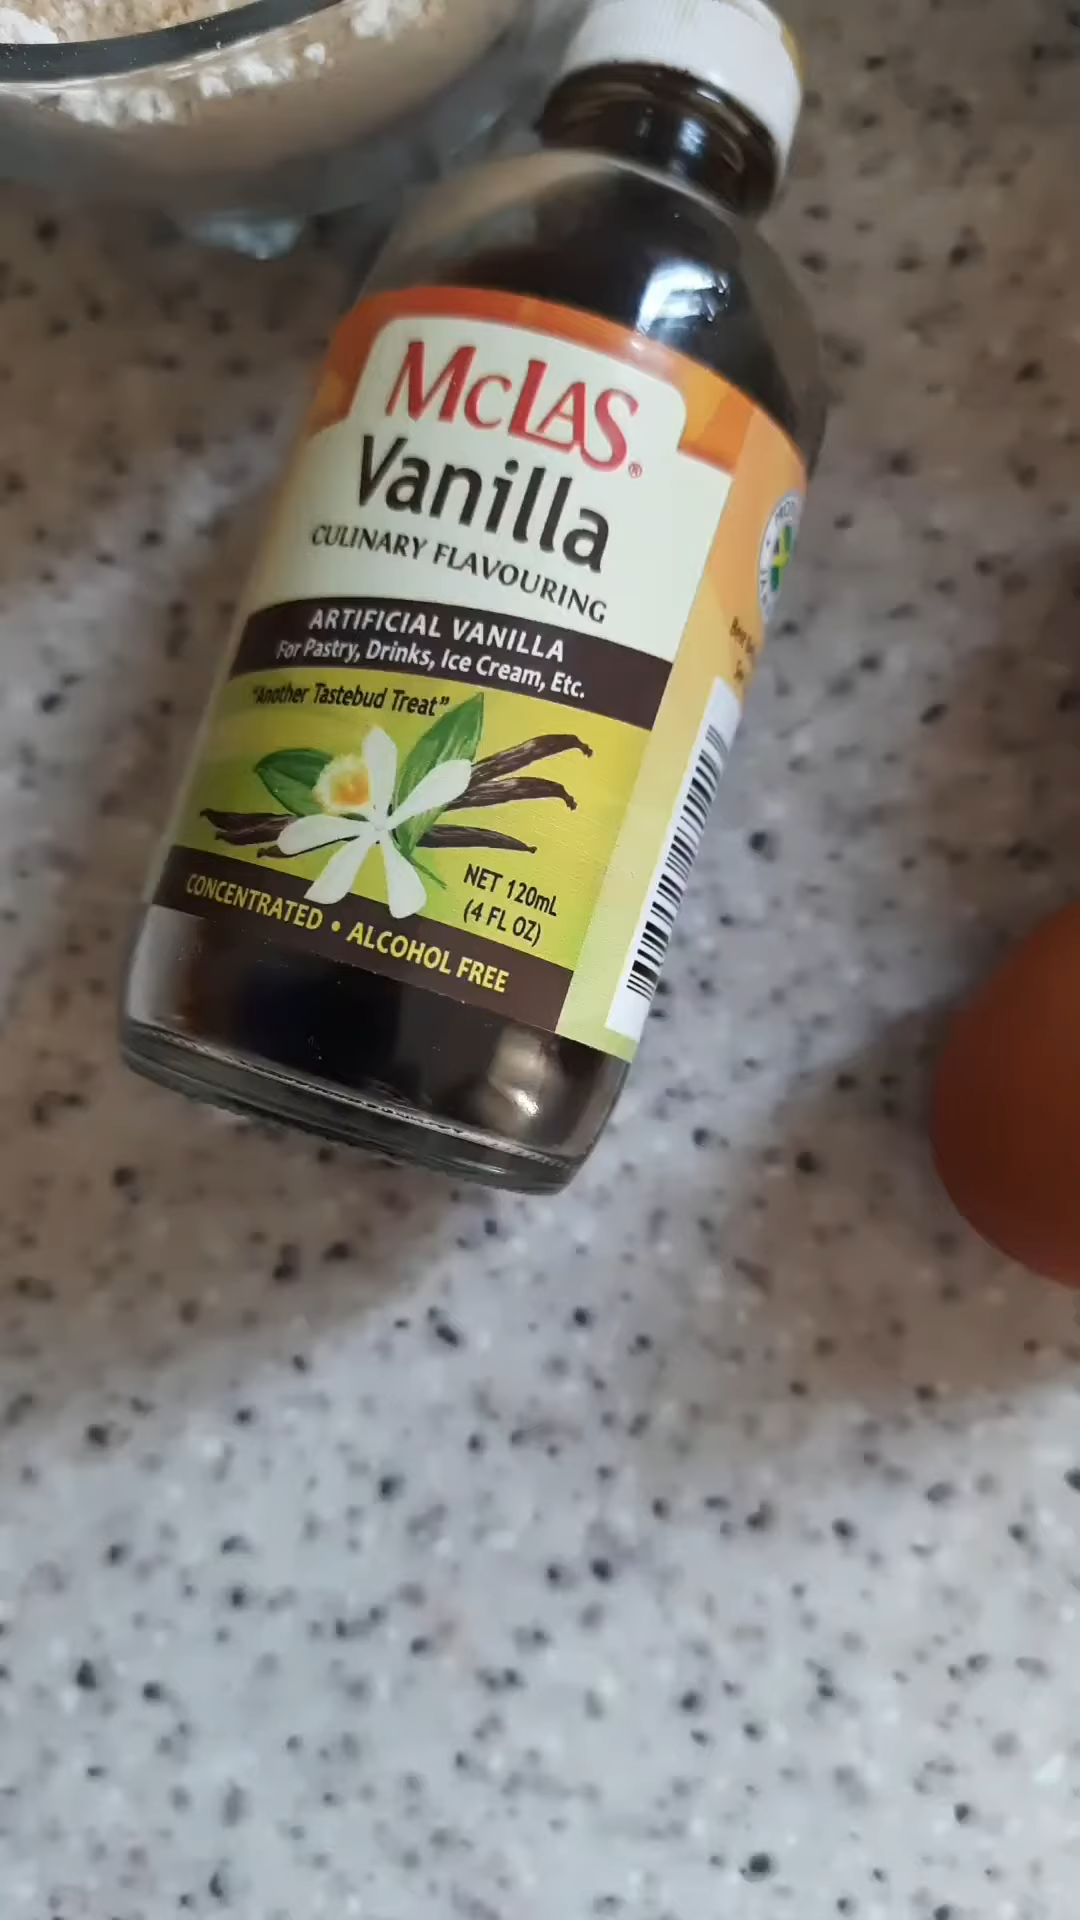 McLAS®
Vanilla
CULINARY FLAVOURING
ARTIFICIAL VANILLA
For Pastry, Drinks, Ice Cream, Etc.
"Another Tastebud Treat"
NET 120mL
(4 FL OZ)
CONCENTRATED • ALCOHOL FREE